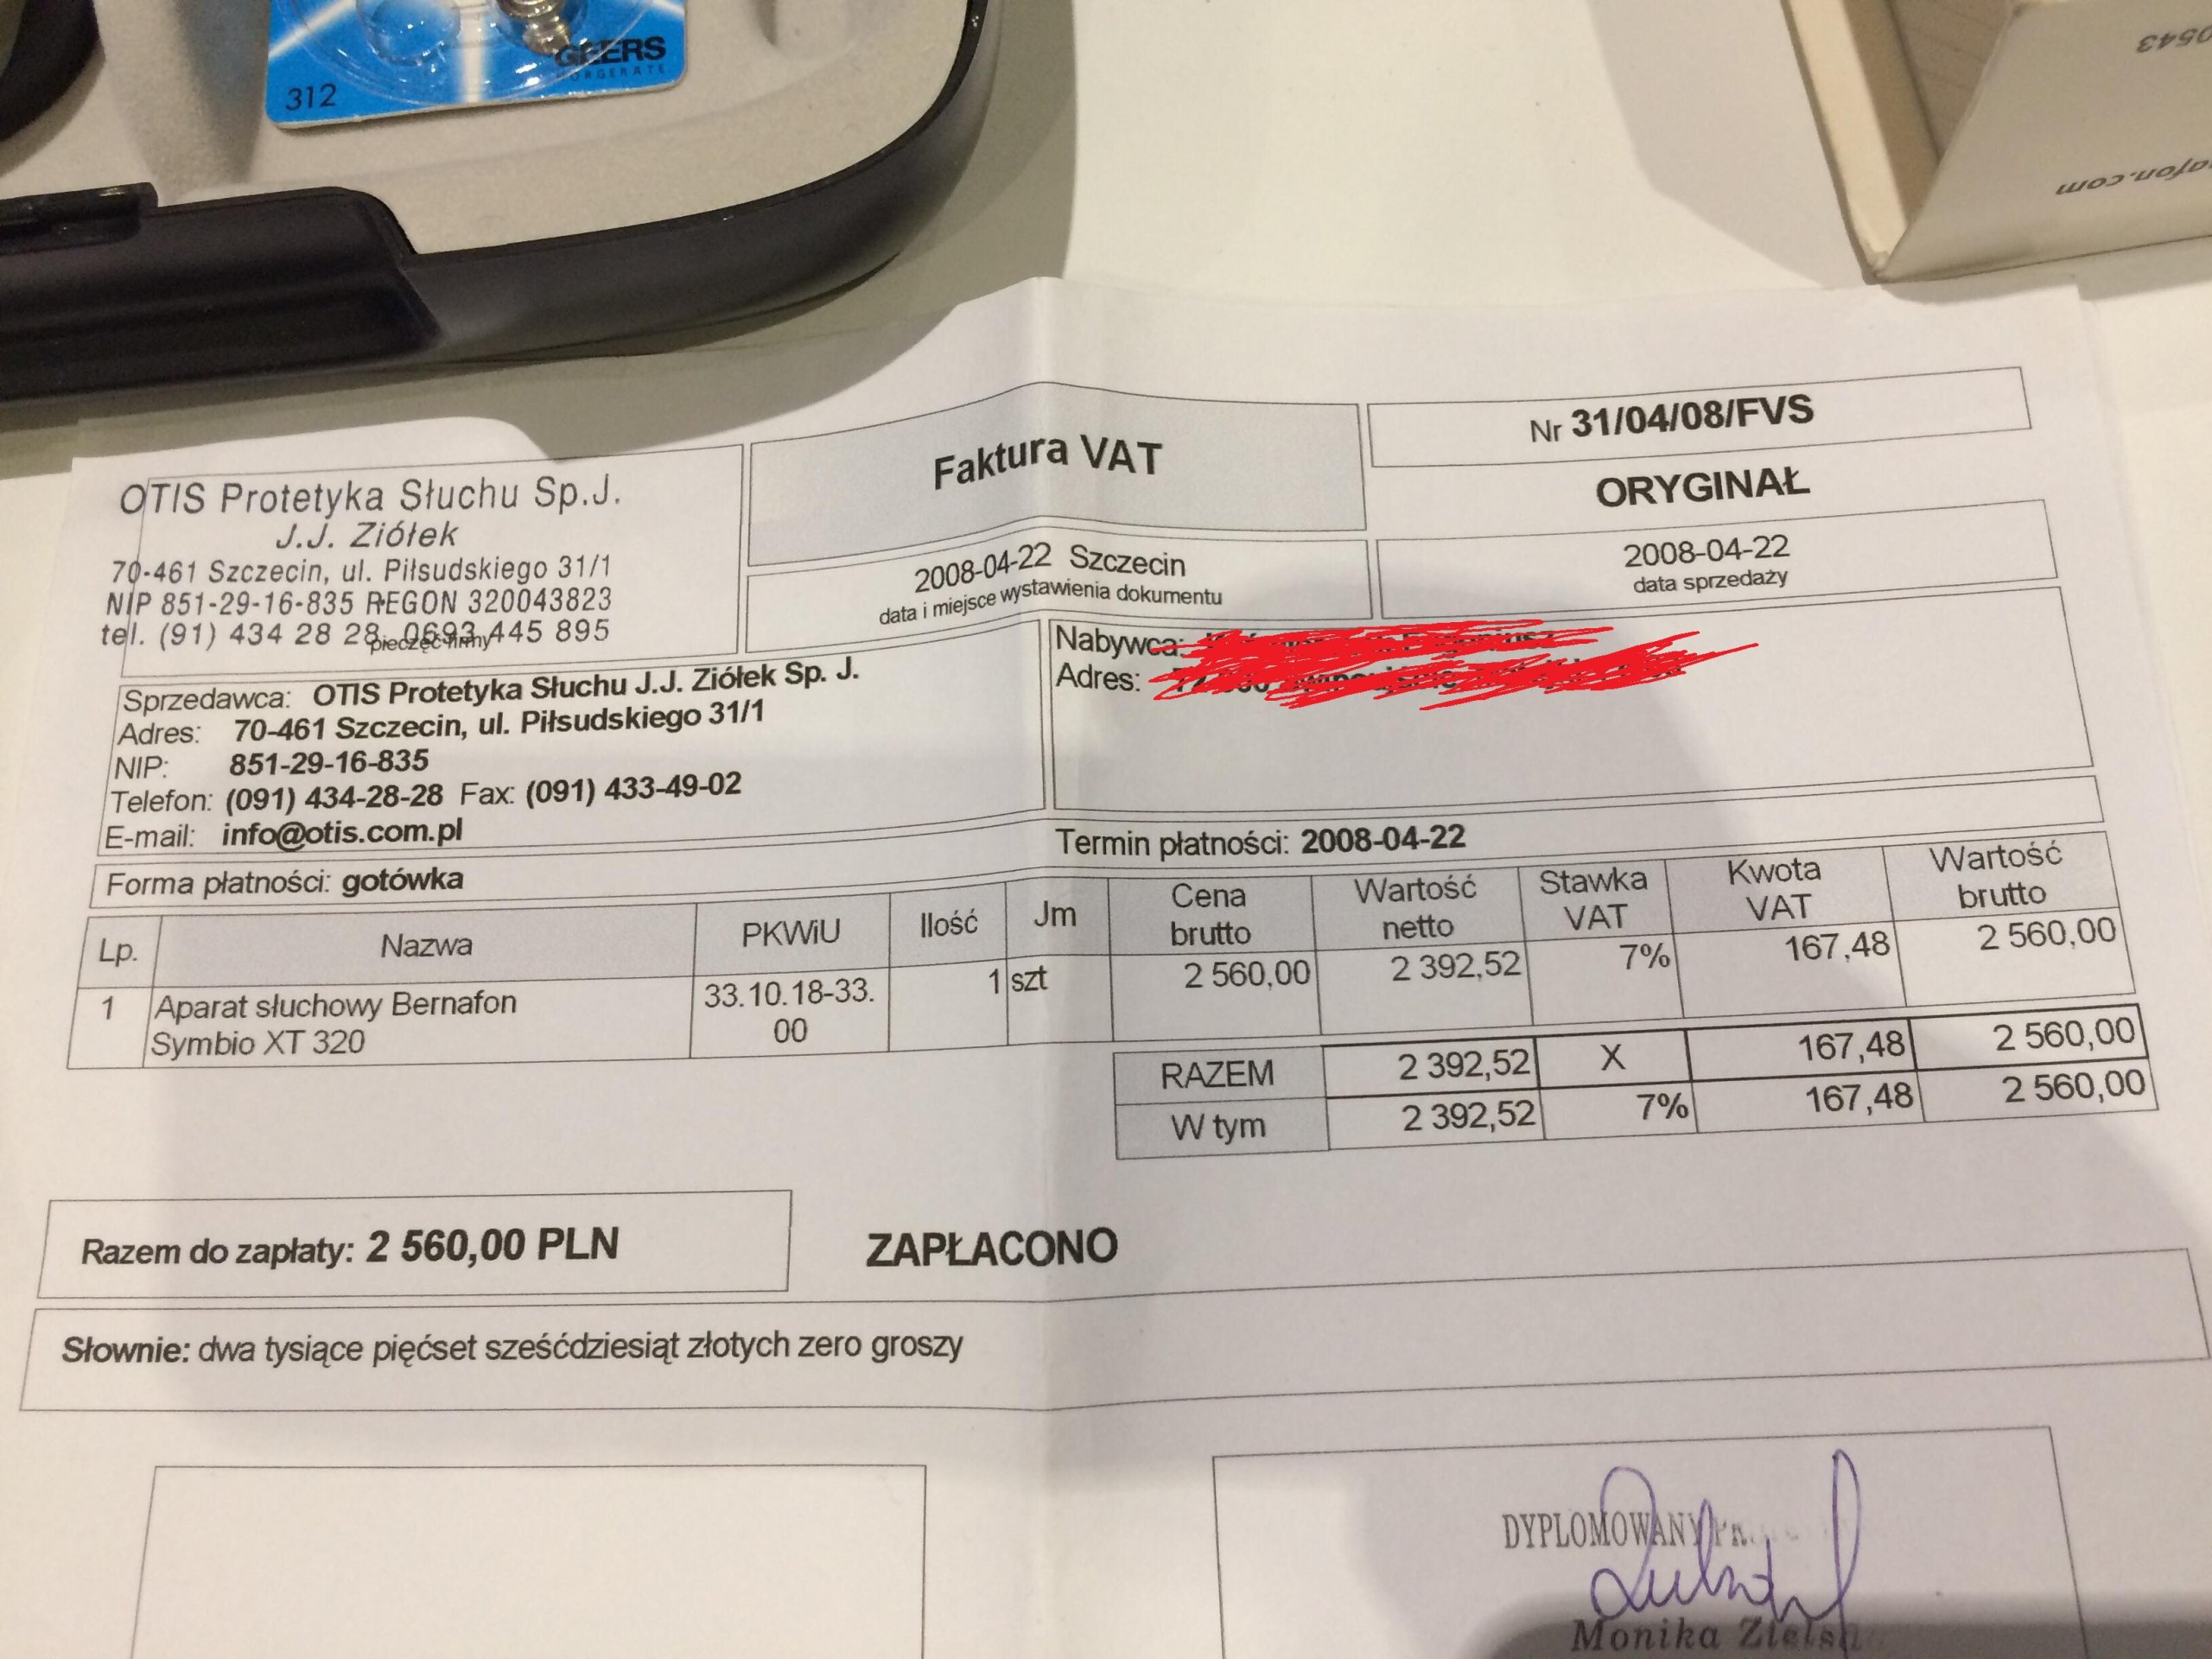 GEERS
HÖRGERÄTE
312
0543
afon.com
Nr 31/04/08/FVS
Faktura VAT
ORYGINAŁ
OTIS Protetyka Słuchu Sp.J.
J.J. Ziółek
70-461 Szczecin, ul. Piłsudskiego 31/1
NIP 851-29-16-835 REGON 320043823
tel. (91) 434 28 28, 0693 445 895
pieczęć firmy
2008-04-22 Szczecin
data i miejsce wystawienia dokumentu
2008-04-22
data sprzedaży
Sprzedawca: OTIS Protetyka Słuchu J.J. Ziółek Sp. J.
Adres: 70-461 Szczecin, ul. Piłsudskiego 31/1
NIP: 851-29-16-835
Telefon: (091) 434-28-28 Fax: (091) 433-49-02
E-mail: info@otis.com.pl
Nabywca:
Adres:
Forma płatności: gotówka
Termin płatności: 2008-04-22
Lp. Nazwa PKWiU Ilość Jm Cena brutto Wartość netto Stawka VAT Kwota VAT Wartość brutto
1 Aparat słuchowy Bernafon 33.10.18-33. 1 szt 2 560,00 2 392,52 7% 167,48 2 560,00
Symbio XT 320 00
RAZEM 2 392,52 X 167,48 2 560,00
W tym 2 392,52 7% 167,48 2 560,00
Razem do zapłaty: 2 560,00 PLN ZAPŁACONO
Słownie: dwa tysiące pięćset sześćdziesiąt złotych zero groszy
DYPLOMOWANY
Monika